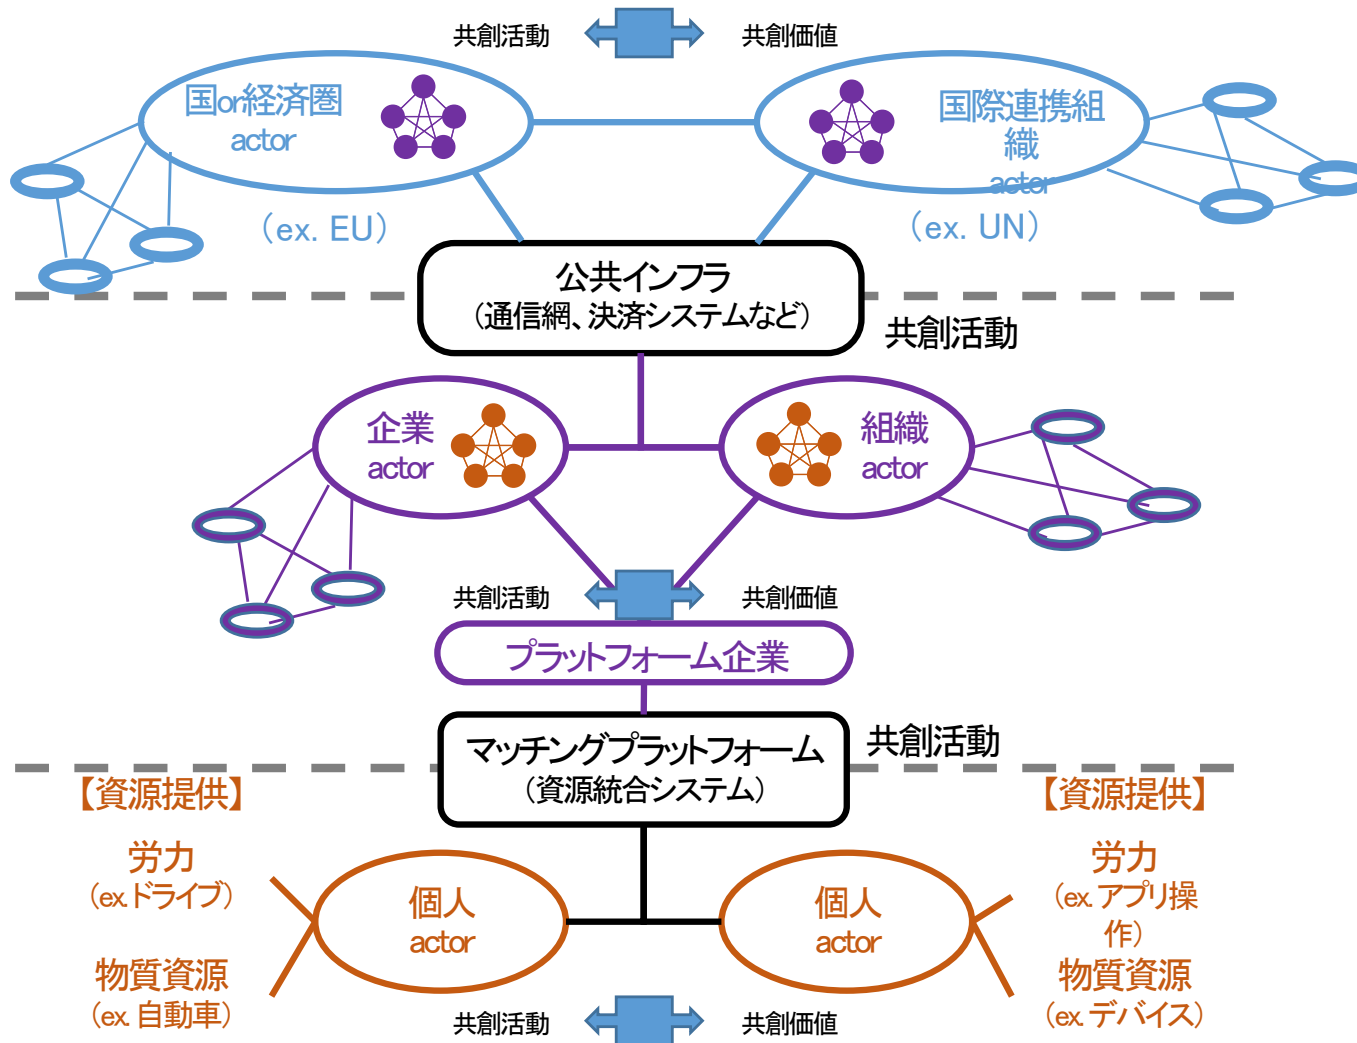 共創活動
共創価値
国or経済圏
actor
国際連携組
織
actor
（ex. EU）
（ex. UN）
公共インフラ
（通信網、決済システムなど）
共創活動
企業
actor
組織
actor
共創活動
共創価値
プラットフォーム企業
マッチングプラットフォーム
（資源統合システム）
共創活動
【資源提供】
【資源提供】
労力
（ex.ドライブ）
物質資源
（ex.自動車）
個人
actor
個人
actor
労力
（ex.アプリ操
作）
物質資源
（ex.デバイス）
共創活動
共創価値